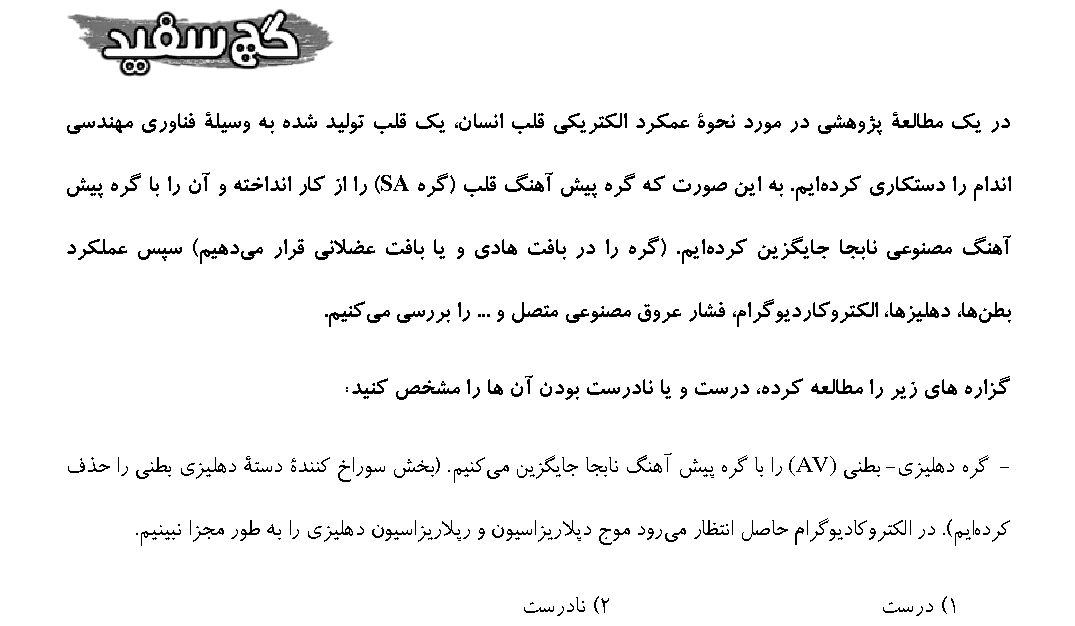 گچ سفید
در یک مطالعهٔ پژوهشی در مورد نحوهٔ عمکرد الکتریکی قلب انسان، یک قلب تولید شده به وسیلهٔ فناوری مهندسی
اندام را دستکاری کرده‌ایم. به این صورت که گره پیش آهنگ قلب (گره SA) را از کار انداخته و آن را با گره پیش
آهنگ مصنوعی نابجا جایگزین کرده‌ایم. (گره را در بافت هادی و یا بافت عضلانی قرار می‌دهیم) سپس عملکرد
بطن‌ها، دهلیزها، الکتروکاردیوگرام، فشار عروق مصنوعی متصل و ... را بررسی می‌کنیم.
گزاره های زیر را مطالعه کرده، درست و یا نادرست بودن آن ها را مشخص کنید:
- گره دهلیزی-بطنی (AV) را با گره پیش آهنگ نابجا جایگزین می‌کنیم. (بخش سوراخ کنندهٔ دستهٔ دهلیزی بطنی را حذف
کرده‌ایم). در الکتروکادیوگرام حاصل انتظار می‌رود موج دپلاریزاسیون و رپلاریزاسیون دهلیزی را به طور مجزا نبینیم.
۱) درست ۲) نادرست